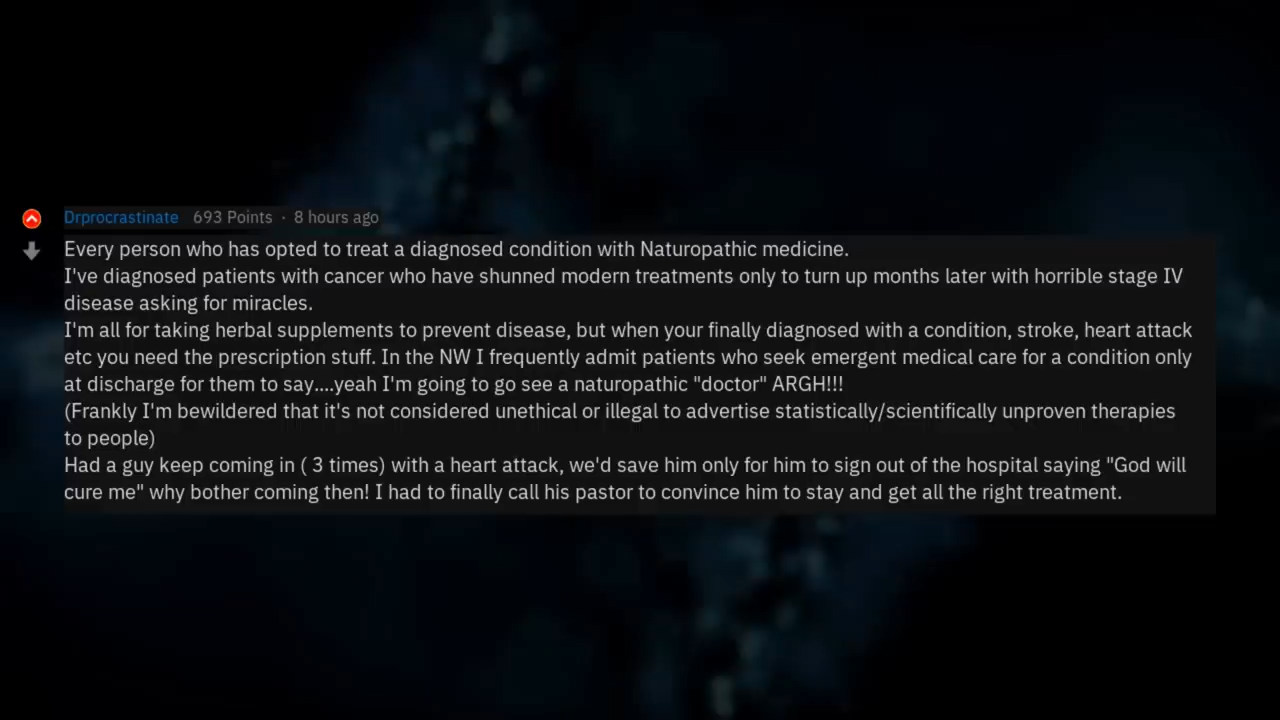 Drprocrastinate 693 Points · 8 hours ago
Every person who has opted to treat a diagnosed condition with Naturopathic medicine.
I've diagnosed patients with cancer who have shunned modern treatments only to turn up months later with horrible stage IV
disease asking for miracles.
I'm all for taking herbal supplements to prevent disease, but when your finally diagnosed with a condition, stroke, heart attack
etc you need the prescription stuff. In the NW I frequently admit patients who seek emergent medical care for a condition only
at discharge for them to say....yeah I'm going to go see a naturopathic "doctor" ARGH!!!
(Frankly I'm bewildered that it's not considered unethical or illegal to advertise statistically/scientifically unproven therapies
to people)
Had a guy keep coming in ( 3 times) with a heart attack, we'd save him only for him to sign out of the hospital saying "God will
cure me" why bother coming then! I had to finally call his pastor to convince him to stay and get all the right treatment.